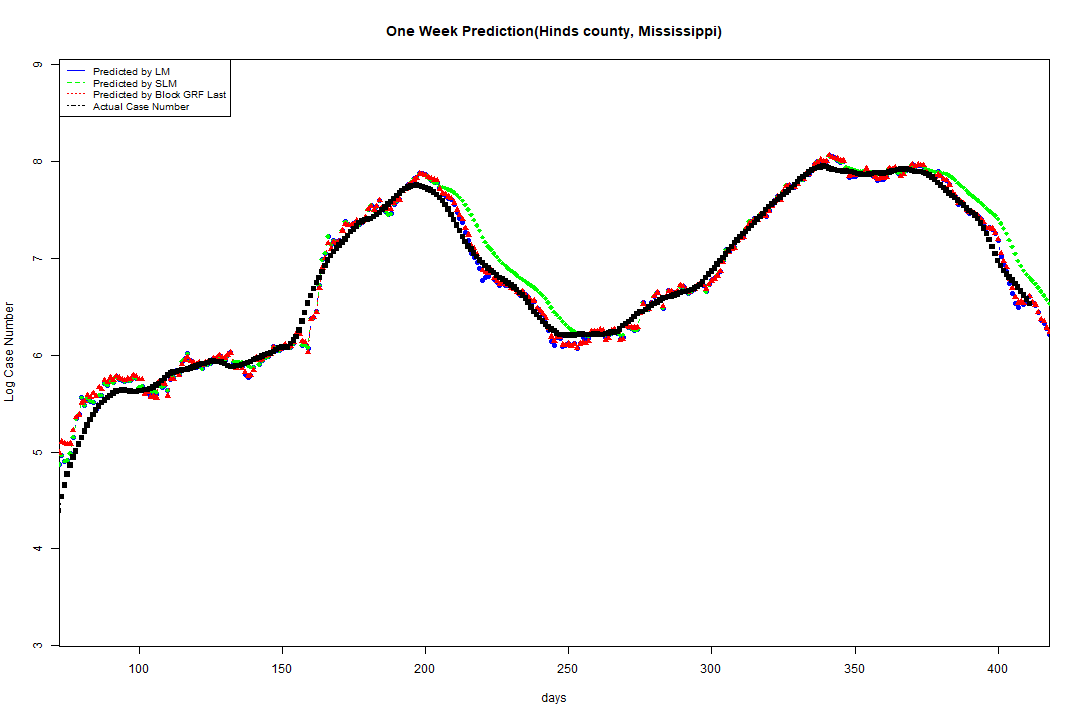 One Week Prediction(Hinds county, Mississippi)
Predicted by LM
Predicted by SLM
Predicted by Block GRF Last
Actual Case Number
9
8
7
6
5
4
3
Log Case Number
100 150 200 250 300 350 400
days